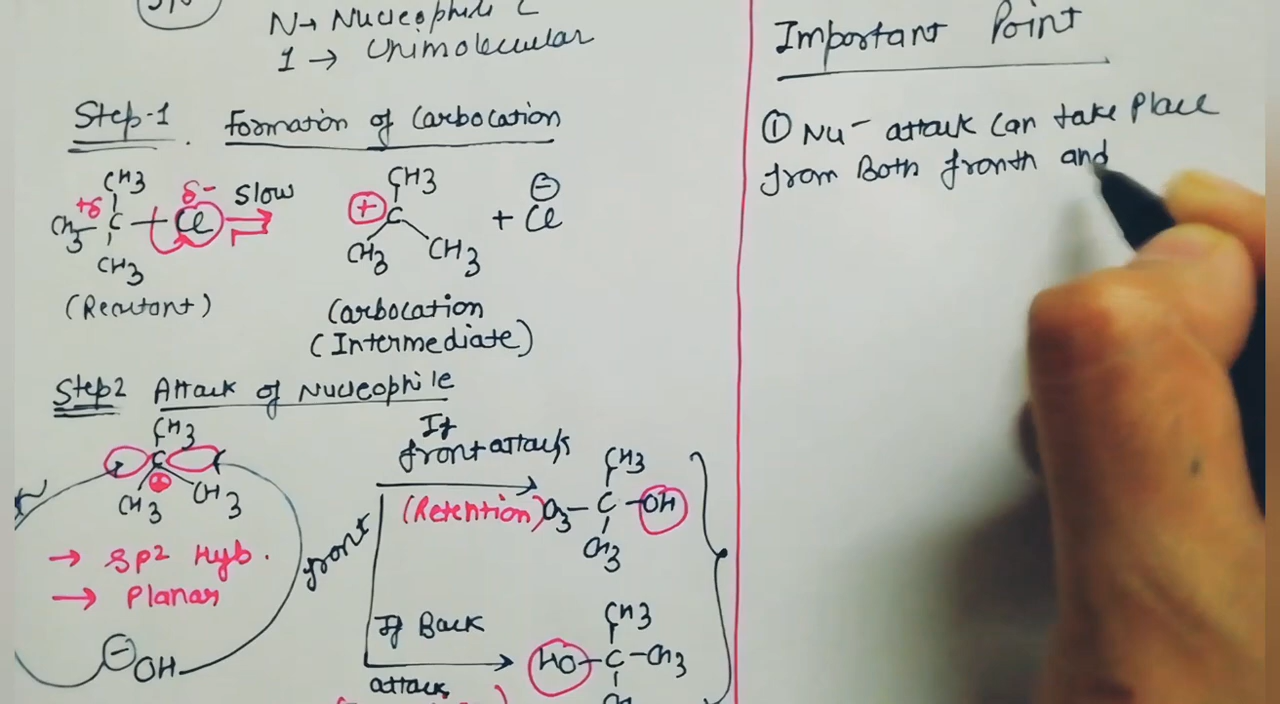 SN
N→ Nucleophile
1 → Unimolecular
Step-1. Formation of Carbocation
CH3
+δ δ- Slow
CH3-C-Cl
CH3
(Reactant)
CH3
+ C + Cl ⊖
CH3 CH3
Carbocation
(Intermediate)
Step2 Attack of Nucleophile
CH3
C
CH3 CH3
+
→ SP2 Hyb.
→ Planar
⊖OH
front
If
front attack
(Retention)
CH3
CH3-C-OH
CH3
If Back
attack
CH3
HO-C-CH3
Important Point
① Nu⁻ attack Can take Place
from Both fronth and